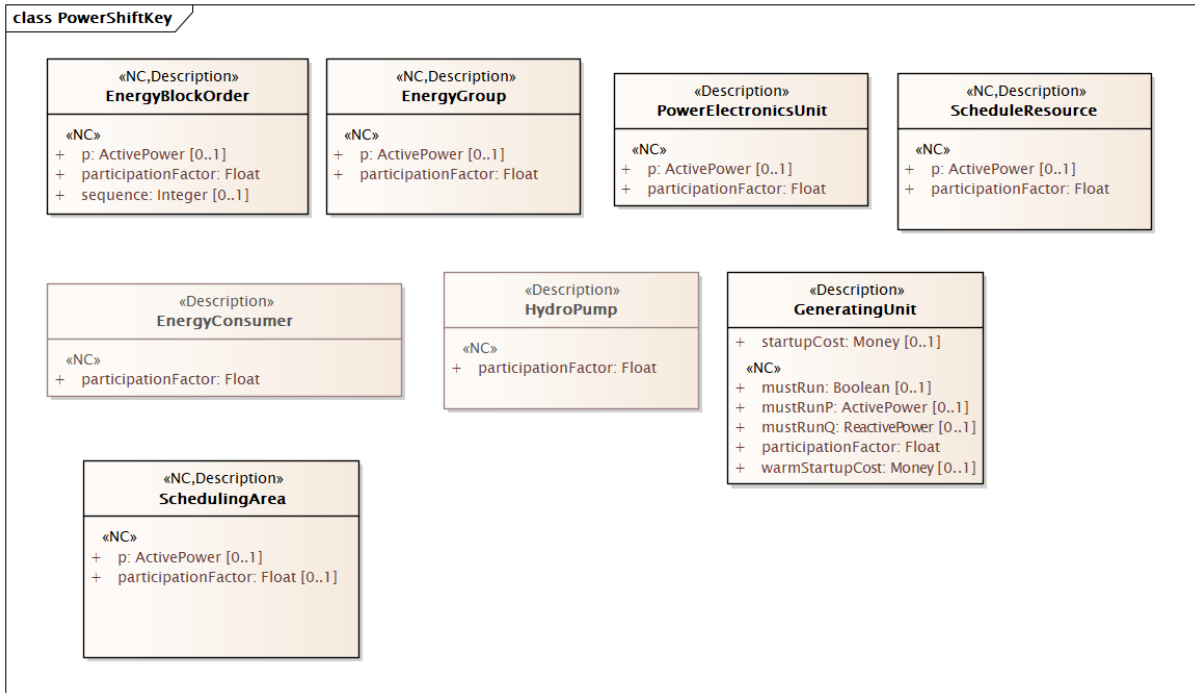 class PowerShiftKey
«NC,Description»
EnergyBlockOrder
«NC»
+ p: ActivePower [0..1]
+ participationFactor: Float
+ sequence: Integer [0..1]
«NC,Description»
EnergyGroup
«NC»
+ p: ActivePower [0..1]
+ participationFactor: Float
«Description»
PowerElectronicsUnit
«NC»
+ p: ActivePower [0..1]
+ participationFactor: Float
«NC,Description»
ScheduleResource
«NC»
+ p: ActivePower [0..1]
+ participationFactor: Float
«Description»
EnergyConsumer
«NC»
+ participationFactor: Float
«Description»
HydroPump
«NC»
+ participationFactor: Float
«Description»
GeneratingUnit
+ startupCost: Money [0..1]
«NC»
+ mustRun: Boolean [0..1]
+ mustRunP: ActivePower [0..1]
+ mustRunQ: ReactivePower [0..1]
+ participationFactor: Float
+ warmStartupCost: Money [0..1]
«NC,Description»
SchedulingArea
«NC»
+ p: ActivePower [0..1]
+ participationFactor: Float [0..1]